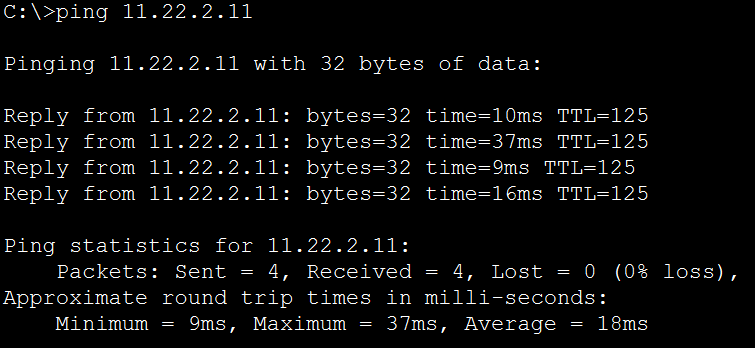 C:\>ping 11.22.2.11
Pinging 11.22.2.11 with 32 bytes of data:
Reply from 11.22.2.11: bytes=32 time=10ms TTL=125
Reply from 11.22.2.11: bytes=32 time=37ms TTL=125
Reply from 11.22.2.11: bytes=32 time=9ms TTL=125
Reply from 11.22.2.11: bytes=32 time=16ms TTL=125
Ping statistics for 11.22.2.11:
    Packets: Sent = 4, Received = 4, Lost = 0 (0% loss),
Approximate round trip times in milli-seconds:
    Minimum = 9ms, Maximum = 37ms, Average = 18ms